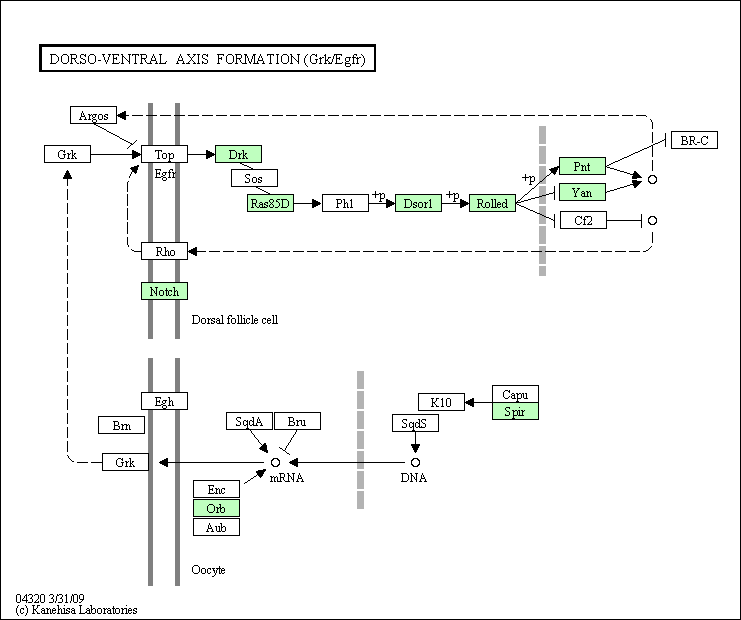 DORSO-VENTRAL AXIS FORMATION (Grk/Egfr)
Argos
BR-C
Grk
Top
Drk
Egfr
Pnt
Sos
+p
Yan
Ras85D
Ph1
+p
Dsor1
+p
Rolled
Cf2
Rho
Notch
Dorsal follicle cell
Egh
K10
Capu
Spir
Brn
SqdA
Bru
SqdS
Grk
mRNA
DNA
Enc
Orb
Aub
Oocyte
04320 3/31/09
(c) Kanehisa Laboratories